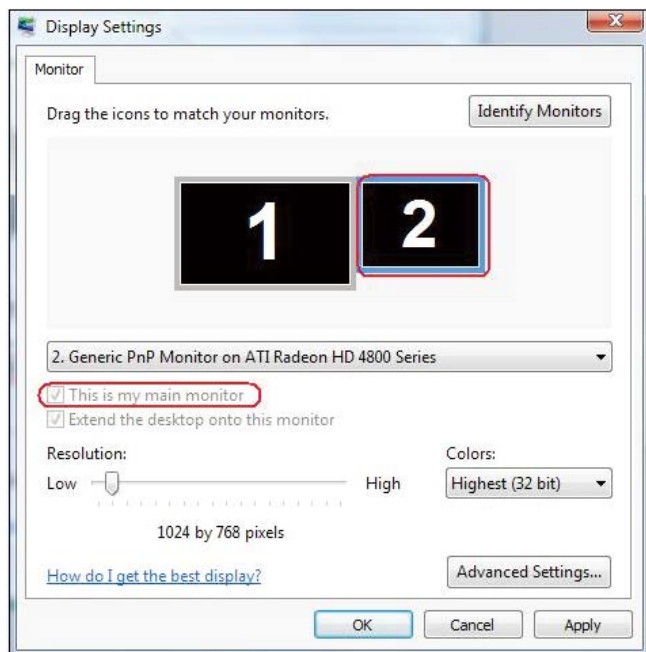 Display Settings
Monitor
Drag the icons to match your monitors.
Identify Monitors
1 2
2. Generic PnP Monitor on ATI Radeon HD 4800 Series
This is my main monitor
Extend the desktop onto this monitor
Resolution:
Colors:
Low High
Highest (32 bit)
1024 by 768 pixels
How do I get the best display?
Advanced Settings...
OK Cancel Apply